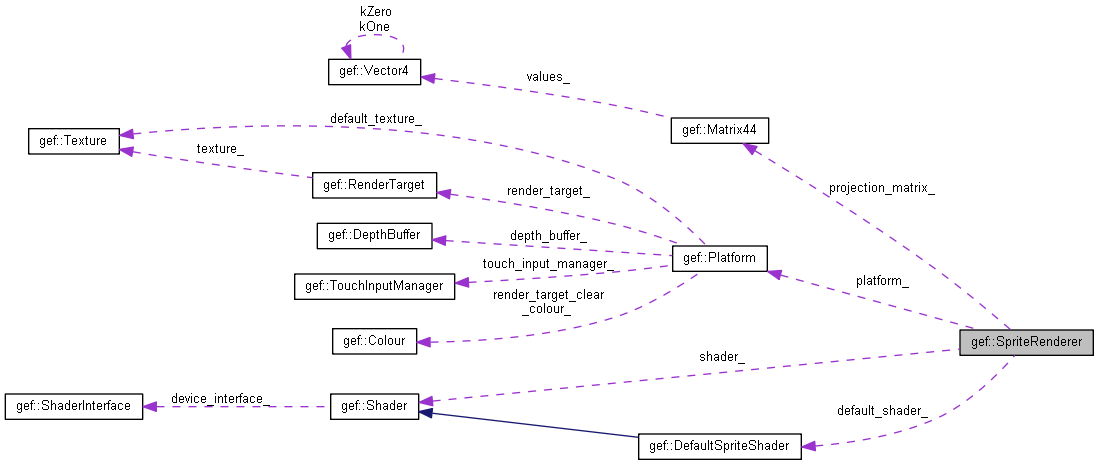 kZero
kOne
gef::Vector4
values_
default_texture_
gef::Matrix44
gef::Texture
texture_
gef::RenderTarget
render_target_
projection_matrix_
gef::DepthBuffer
depth_buffer_
gef::Platform
touch_input_manager_
gef::TouchInputManager
platform_
render_target_clear
_colour_
gef::Colour
gef::SpriteRenderer
shader_
device_interface_
gef::ShaderInterface
gef::Shader
default_shader_
gef::DefaultSpriteShader